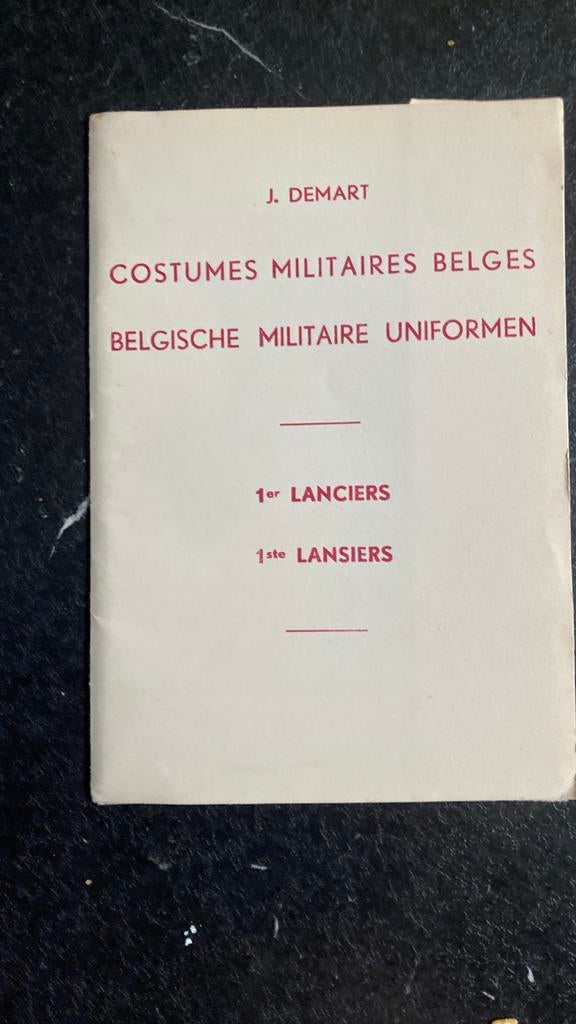 J. DEMART
COSTUMES MILITAIRES BELGES
BELGISCHE MILITAIRE UNIFORMEN
1er LANCIERS
1ste LANSIERS